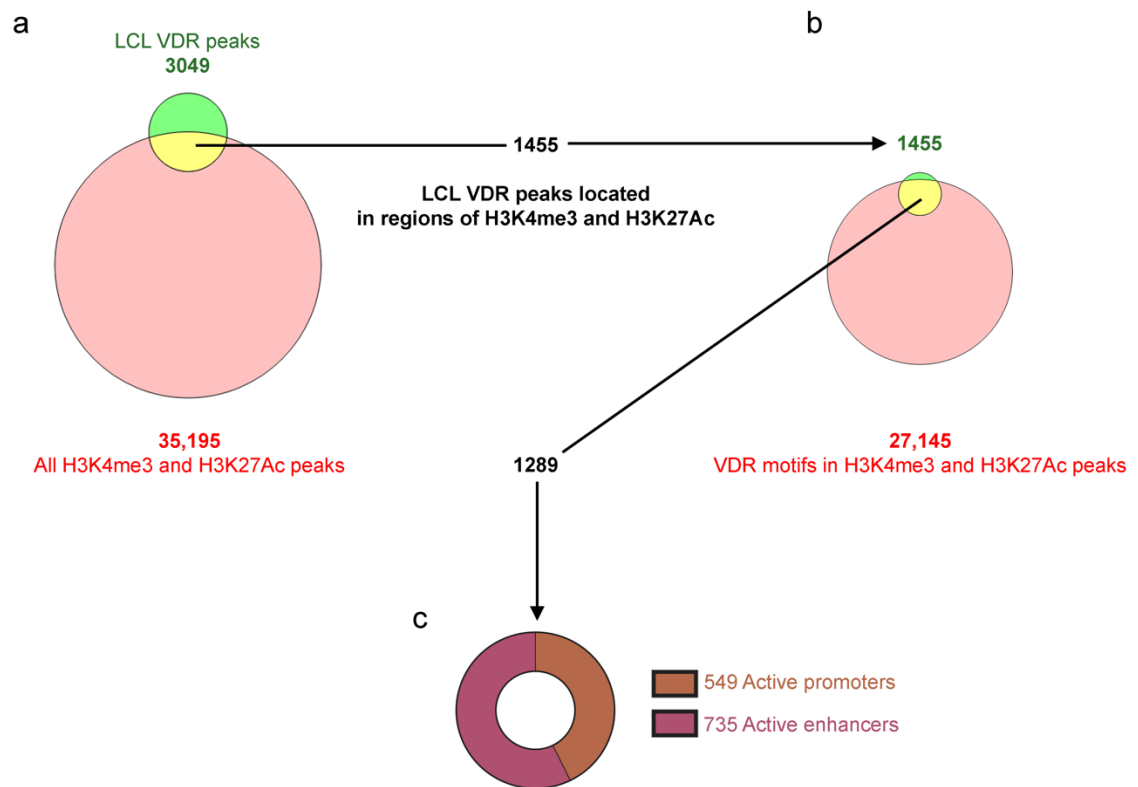 a
b
LCL VDR peaks
3049
1455
1455
LCL VDR peaks located
in regions of H3K4me3 and H3K27Ac
35,195
All H3K4me3 and H3K27Ac peaks
27,145
VDR motifs in H3K4me3 and H3K27Ac peaks
1289
c
549 Active promoters
735 Active enhancers